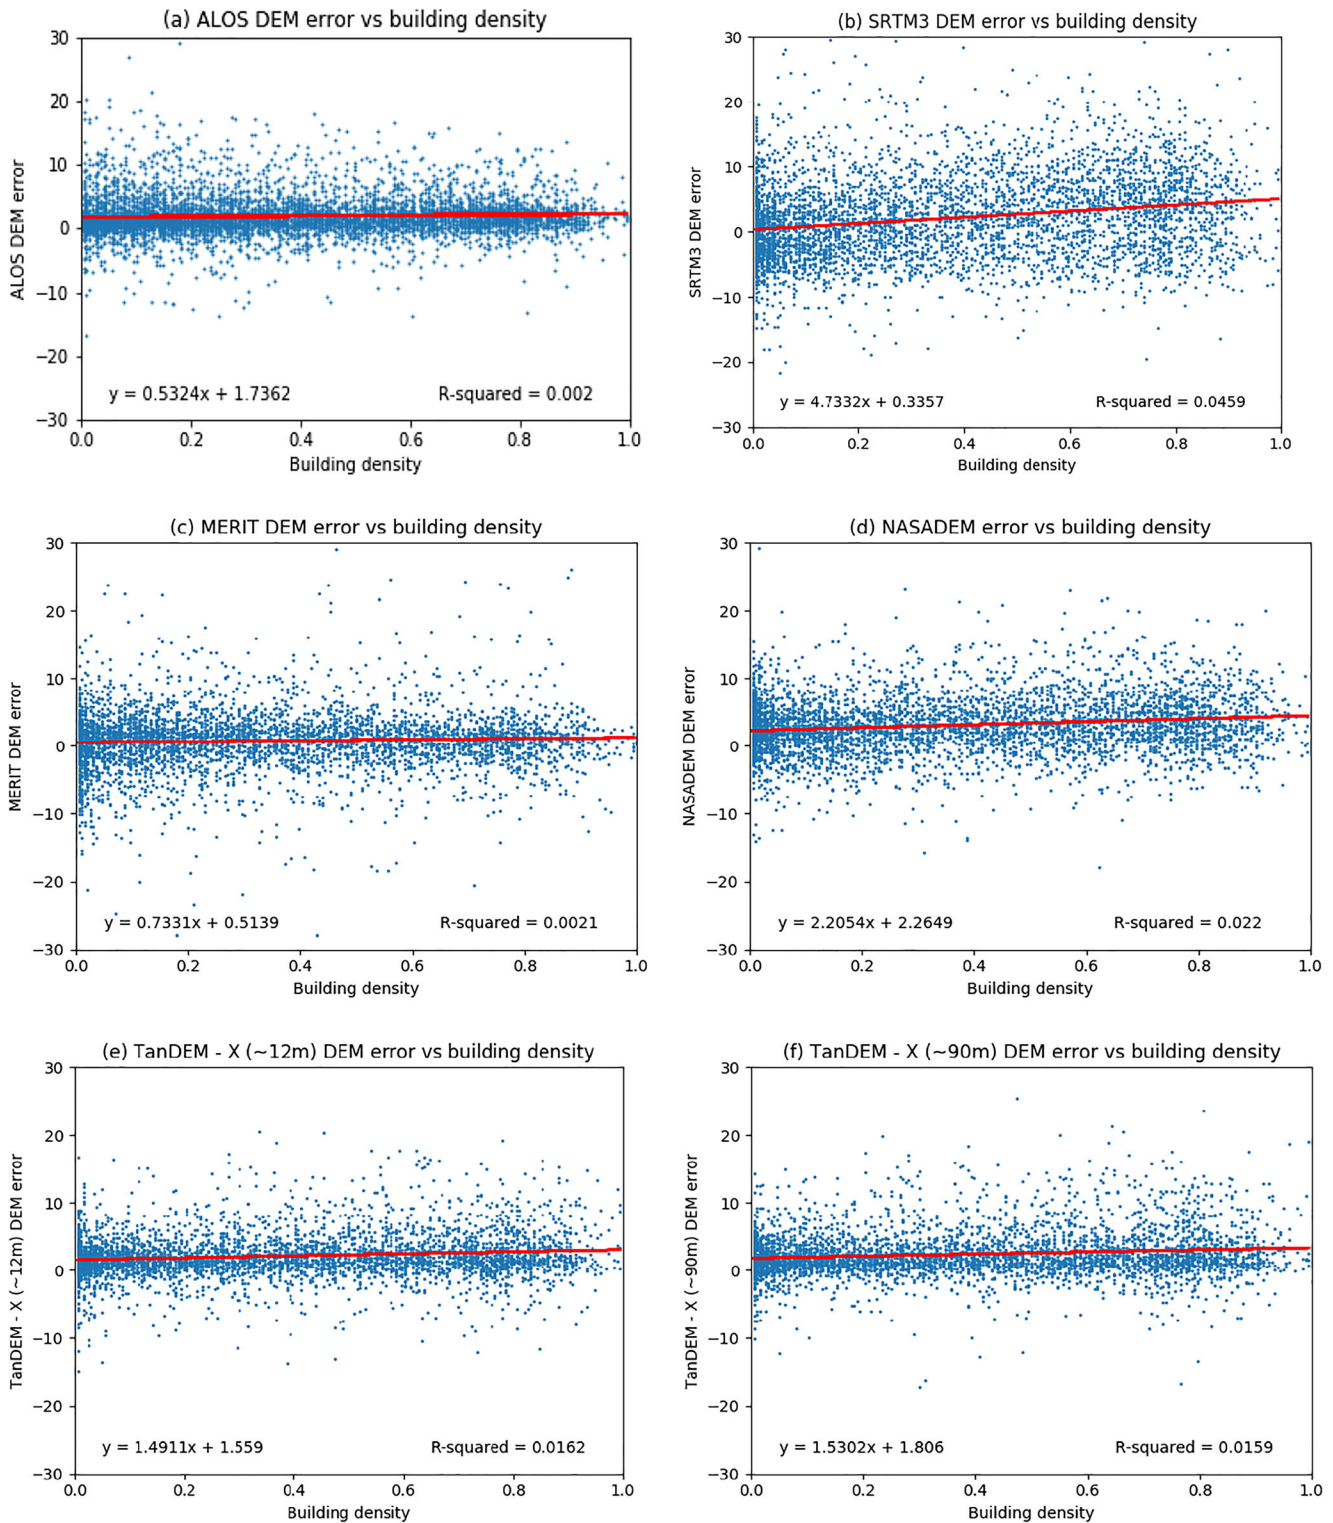 (a) ALOS DEM error vs building density
30
20
10
0
−10
−20
−30
ALOS DEM error
y = 0.5324x + 1.7362
R-squared = 0.002
0.0 0.2 0.4 0.6 0.8 1.0
Building density
(b) SRTM3 DEM error vs building density
30
20
10
0
−10
−20
−30
SRTM3 DEM error
y = 4.7332x + 0.3357
R-squared = 0.0459
0.0 0.2 0.4 0.6 0.8 1.0
Building density
(c) MERIT DEM error vs building density
30
20
10
0
−10
−20
−30
MERIT DEM error
y = 0.7331x + 0.5139
R-squared = 0.0021
0.0 0.2 0.4 0.6 0.8 1.0
Building density
(d) NASADEM error vs building density
30
20
10
0
−10
−20
−30
NASADEM DEM error
y = 2.2054x + 2.2649
R-squared = 0.022
0.0 0.2 0.4 0.6 0.8 1.0
Building density
(e) TanDEM - X (~12m) DEM error vs building density
30
20
10
0
−10
−20
−30
TanDEM - X (~12m) DEM error
y = 1.4911x + 1.559
R-squared = 0.0162
0.0 0.2 0.4 0.6 0.8 1.0
Building density
(f) TanDEM - X (~90m) DEM error vs building density
30
20
10
0
−10
−20
−30
TanDEM - X (~90m) DEM error
y = 1.5302x + 1.806
R-squared = 0.0159
0.0 0.2 0.4 0.6 0.8 1.0
Building density